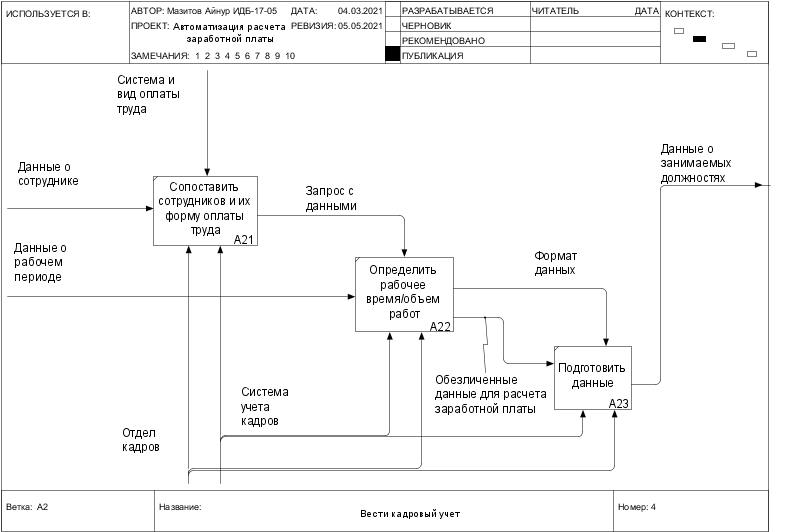 ИСПОЛЬЗУЕТСЯ В:
АВТОР: Мазитов Айнур ИДБ-17-05 ДАТА: 04.03.2021
ПРОЕКТ: Автоматизация расчета заработной платы РЕВИЗИЯ: 05.05.2021
ЗАМЕЧАНИЯ: 1 2 3 4 5 6 7 8 9 10
РАЗРАБАТЫВАЕТСЯ
ЧЕРНОВИК
РЕКОМЕНДОВАНО
ПУБЛИКАЦИЯ
ЧИТАТЕЛЬ ДАТА
КОНТЕКСТ:
Система и
вид оплаты
труда
Данные о
сотруднике
Сопоставить
сотрудников и их
форму оплаты
труда
A21
Запрос с
данными
Данные о
занимаемых
должностях
Данные о
рабочем
периоде
Определить
рабочее
время/объем
работ
A22
Формат
данных
Подготовить
данные
A23
Обезличенные
данные для расчета
заработной платы
Система
учета
кадров
Отдел
кадров
Ветка: A2
Название:
Вести кадровый учет
Номер: 4